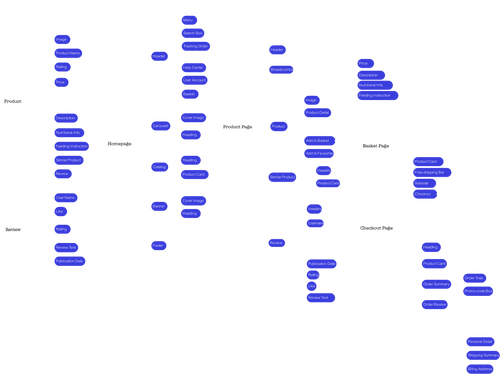 Product
Image
Product Name
Rating
Price
Description
Nutritional Info
Feeding Instruction
Similar Product
Review
Review
User Name
Like
Rating
Review Text
Publication Date
Homepage
Header
Menu
Search Box
Tracking Order
Help Center
User Account
Basket
Carousel
Cover Image
Heading
Catalog
Heading
Product Card
Banner
Cover Image
Heading
Footer
Product Page
Header
Breadcrumbs
Product
Image
Product Detail
Add to Basket
Add to Favourite
Price
Description
Nutritional Info
Feeding Instruction
Similar Product
Heading
Product Card
Review
Heading
Publication Date
Rating
Like
Review Text
Basket Page
Product Card
Free shipping Bar
Subtotal
Checkout
Checkout Page
Heading
Product Card
Order Summary
Order Total
Promo code Box
Order Review
Personal Detail
Shipping Summary
Billing Address